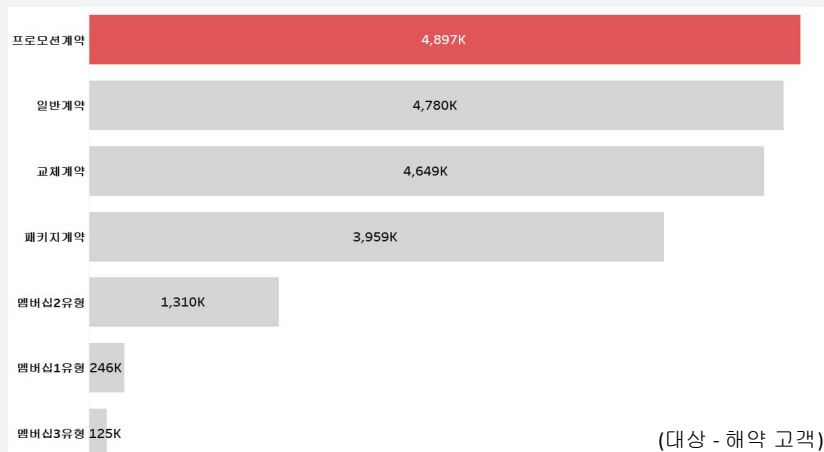 프로모션계약 4,897K
일반계약 4,780K
교체계약 4,649K
패키지계약 3,959K
멤버십2유형 1,310K
멤버십1유형 246K
멤버십3유형 125K
(대상 - 해약 고객)